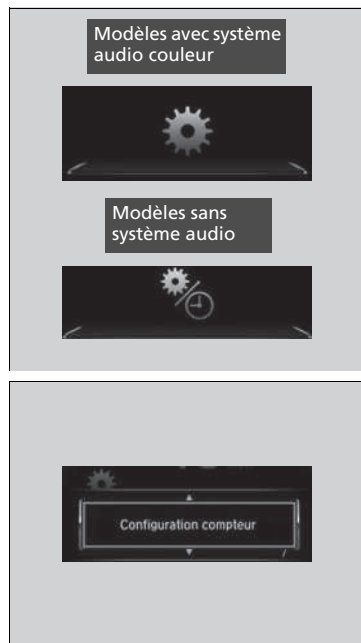 Modèles avec système
audio couleur
Modèles sans
système audio
Configuration compteur